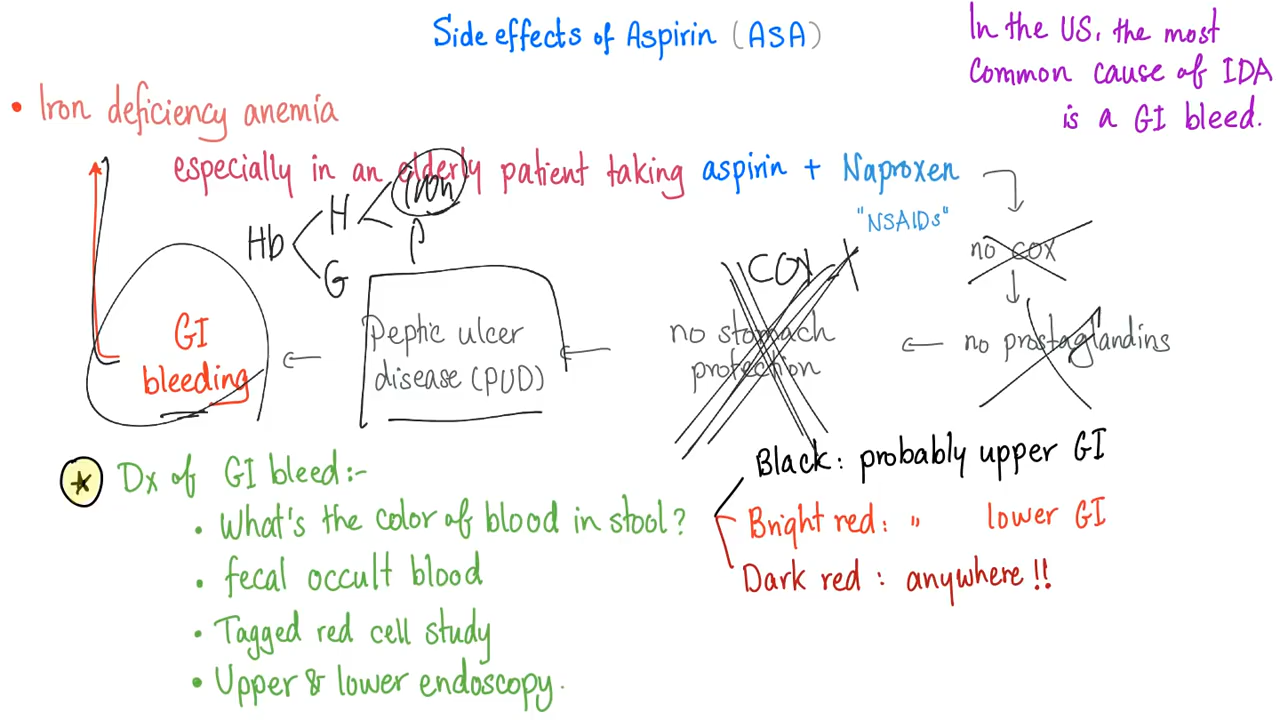 Side effects of Aspirin (ASA)
In the US, the most
common cause of IDA
is a GI bleed.
• Iron deficiency anemia
especially in an elderly patient taking aspirin + Naproxen
"NSAIDs"
Hb
H
iron
P
G
COX
no COX
no prostaglandins
no stomach
protection
Peptic ulcer
disease (PUD)
GI
bleeding
Dx of GI bleed:-
• What's the color of blood in stool?
Black: probably upper GI
Bright red: " lower GI
Dark red: anywhere!!
• fecal occult blood
• Tagged red cell study
• Upper & lower endoscopy.